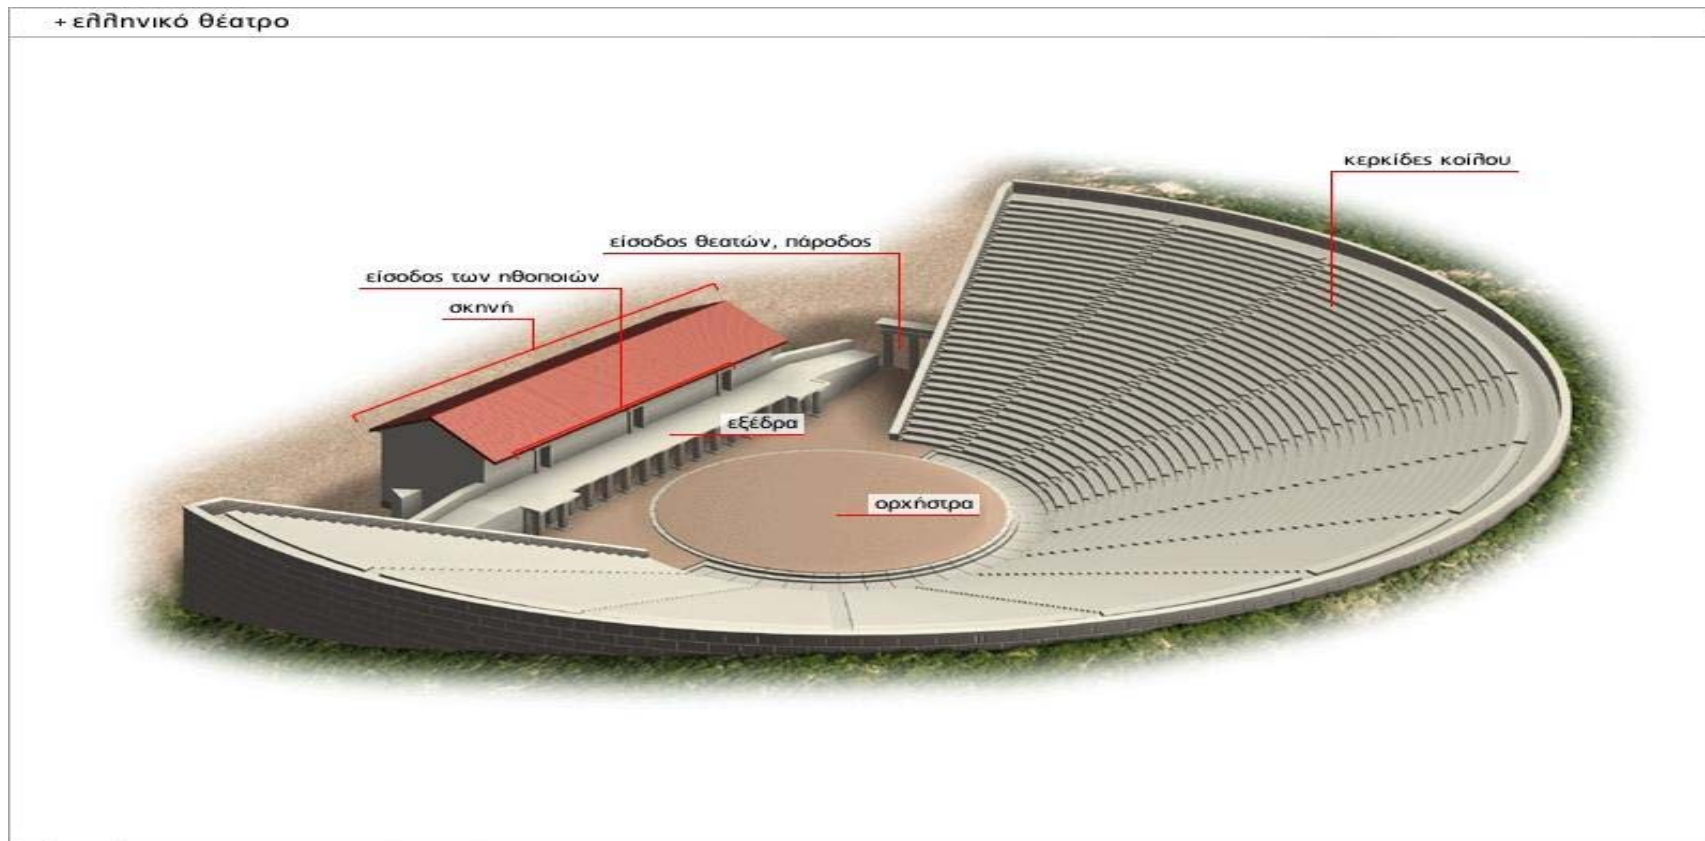 + ελληνικό θέατρο
κερκίδες κοίλου
είσοδος θεατών, πάροδος
είσοδος των ηθοποιών
σκηνή
εξέδρα
ορχήστρα